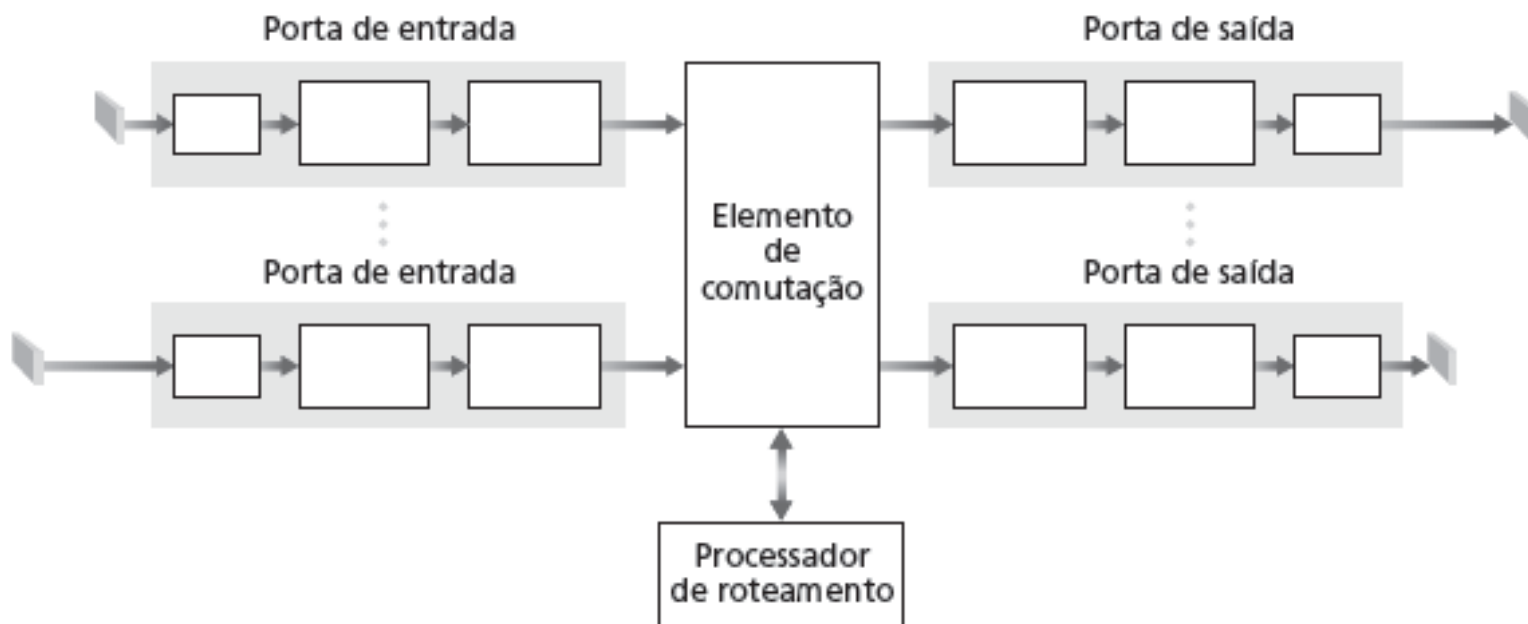 Porta de entrada
Porta de saída
Elemento
de
comutação
Porta de entrada
Porta de saída
Processador
de roteamento